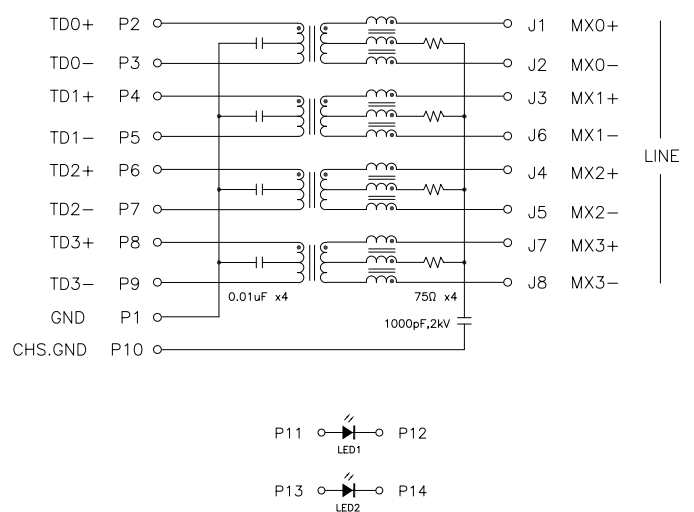 TD0+ P2 J1 MX0+
TD0- P3 J2 MX0-
TD1+ P4 J3 MX1+
TD1- P5 J6 MX1-
LINE
TD2+ P6 J4 MX2+
TD2- P7 J5 MX2-
TD3+ P8 J7 MX3+
TD3- P9 J8 MX3-
0.01uF x4 75Ω x4
GND P1
1000pF,2kV
CHS.GND P10
P11 P12
LED1
P13 P14
LED2